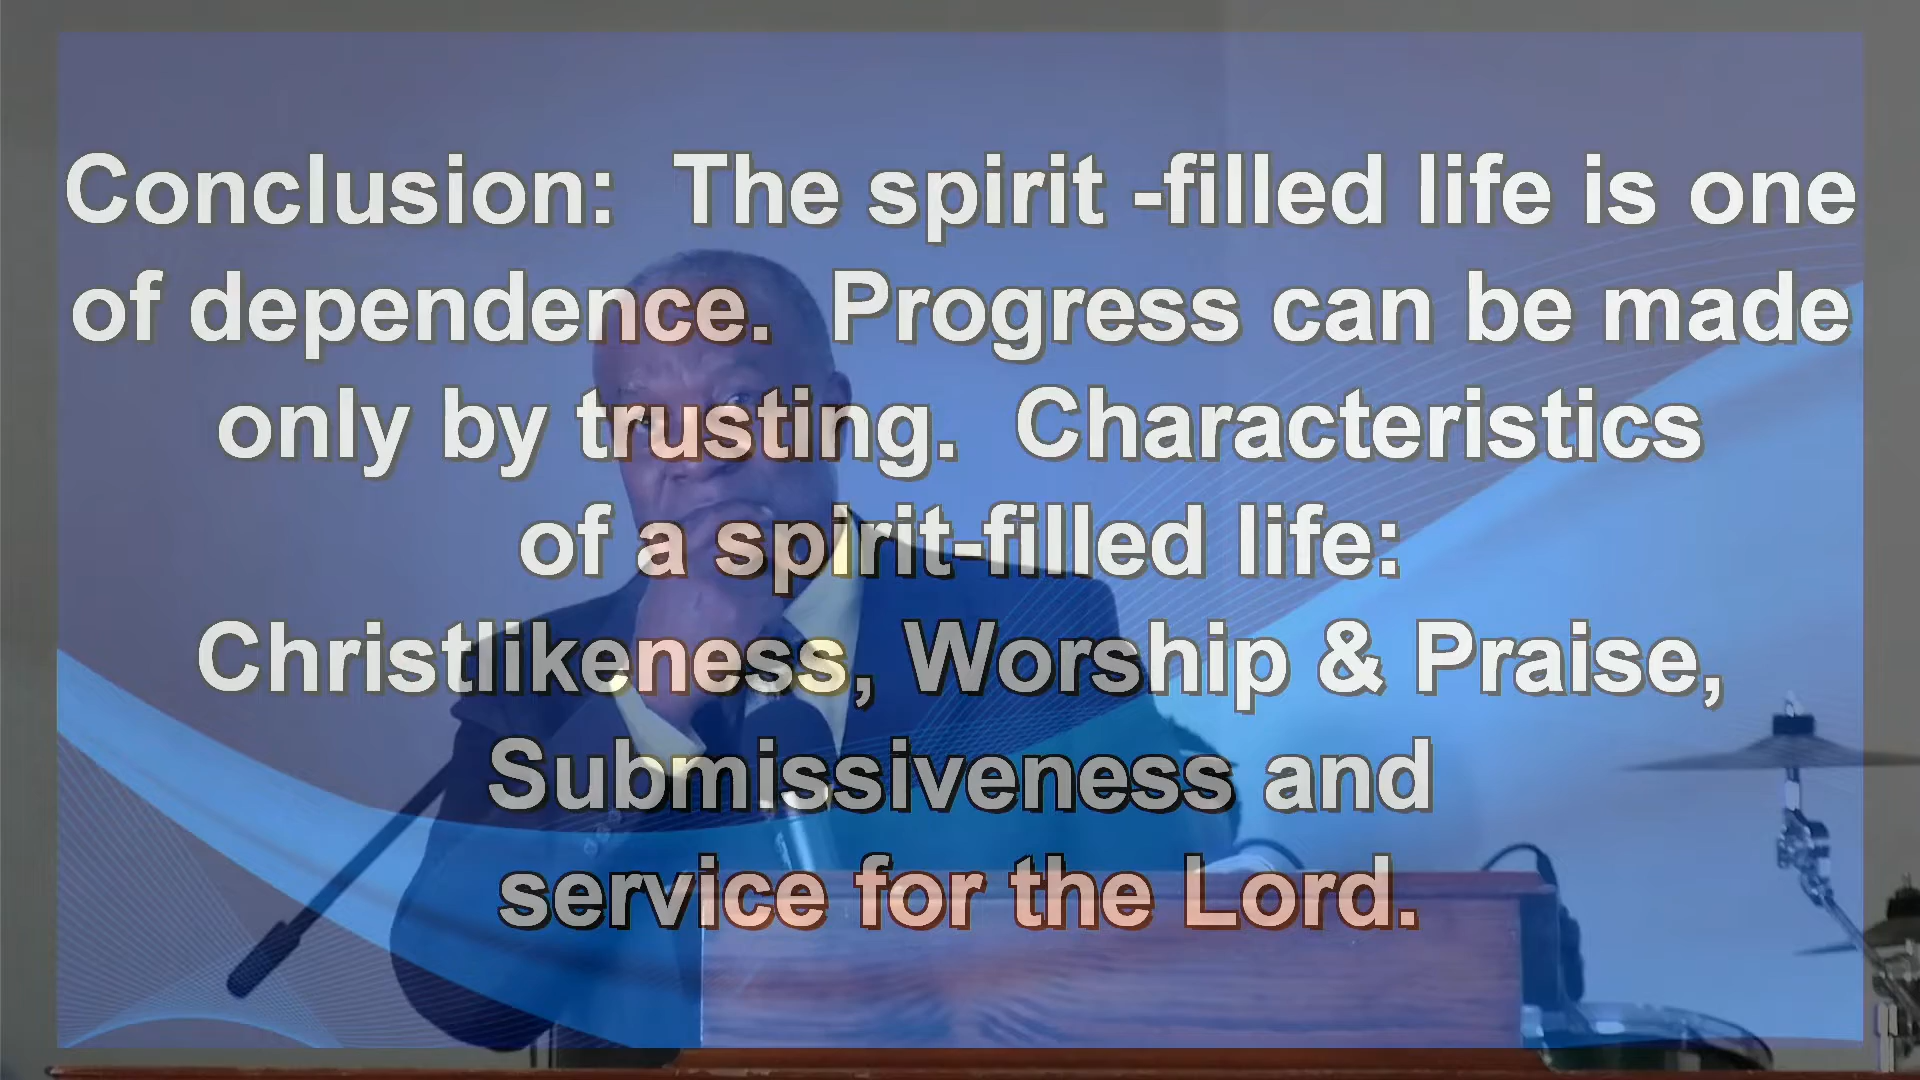 Conclusion:  The spirit -filled life is one
of dependence.  Progress can be made
only by trusting.  Characteristics
of a spirit-filled life:
Christlikeness, Worship & Praise,
Submissiveness and
service for the Lord.